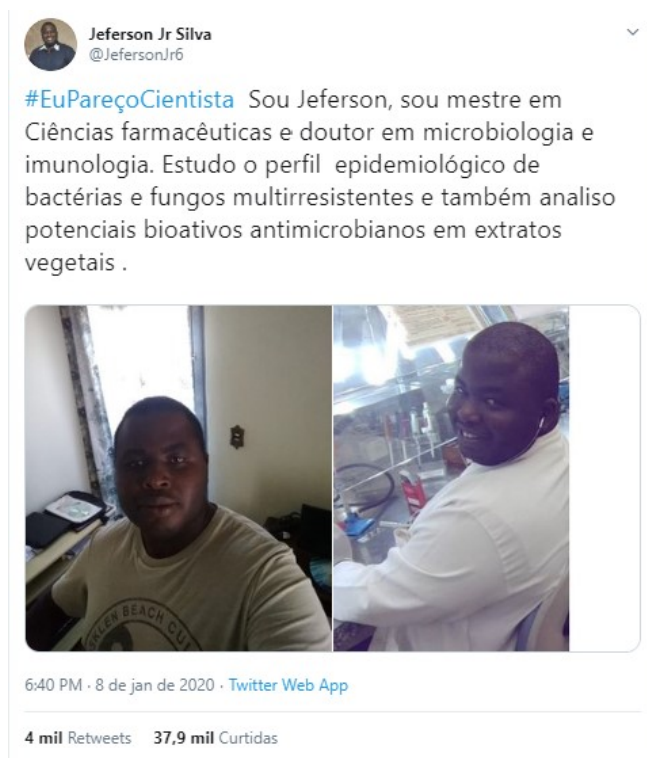 Jeferson Jr Silva
@JefersonJr6
#EuPareçoCientista Sou Jeferson, sou mestre em
Ciências farmacêuticas e doutor em microbiologia e
imunologia. Estudo o perfil epidemiológico de
bactérias e fungos multirresistentes e também analiso
potenciais bioativos antimicrobianos em extratos
vegetais .
BEACH CU
6:40 PM · 8 de jan de 2020 · Twitter Web App
4 mil Retweets 37,9 mil Curtidas